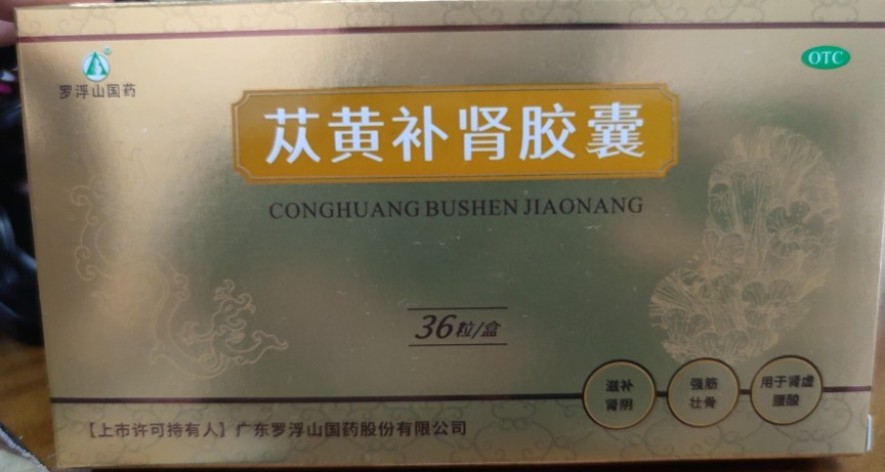 罗浮山国药
OTC
苁黄补肾胶囊
CONGHUANG BUSHEN JIAONANG
36粒/盒
滋补
肾阴
强筋
壮骨
用于肾虚
腰酸
【上市许可持有人】广东罗浮山国药股份有限公司